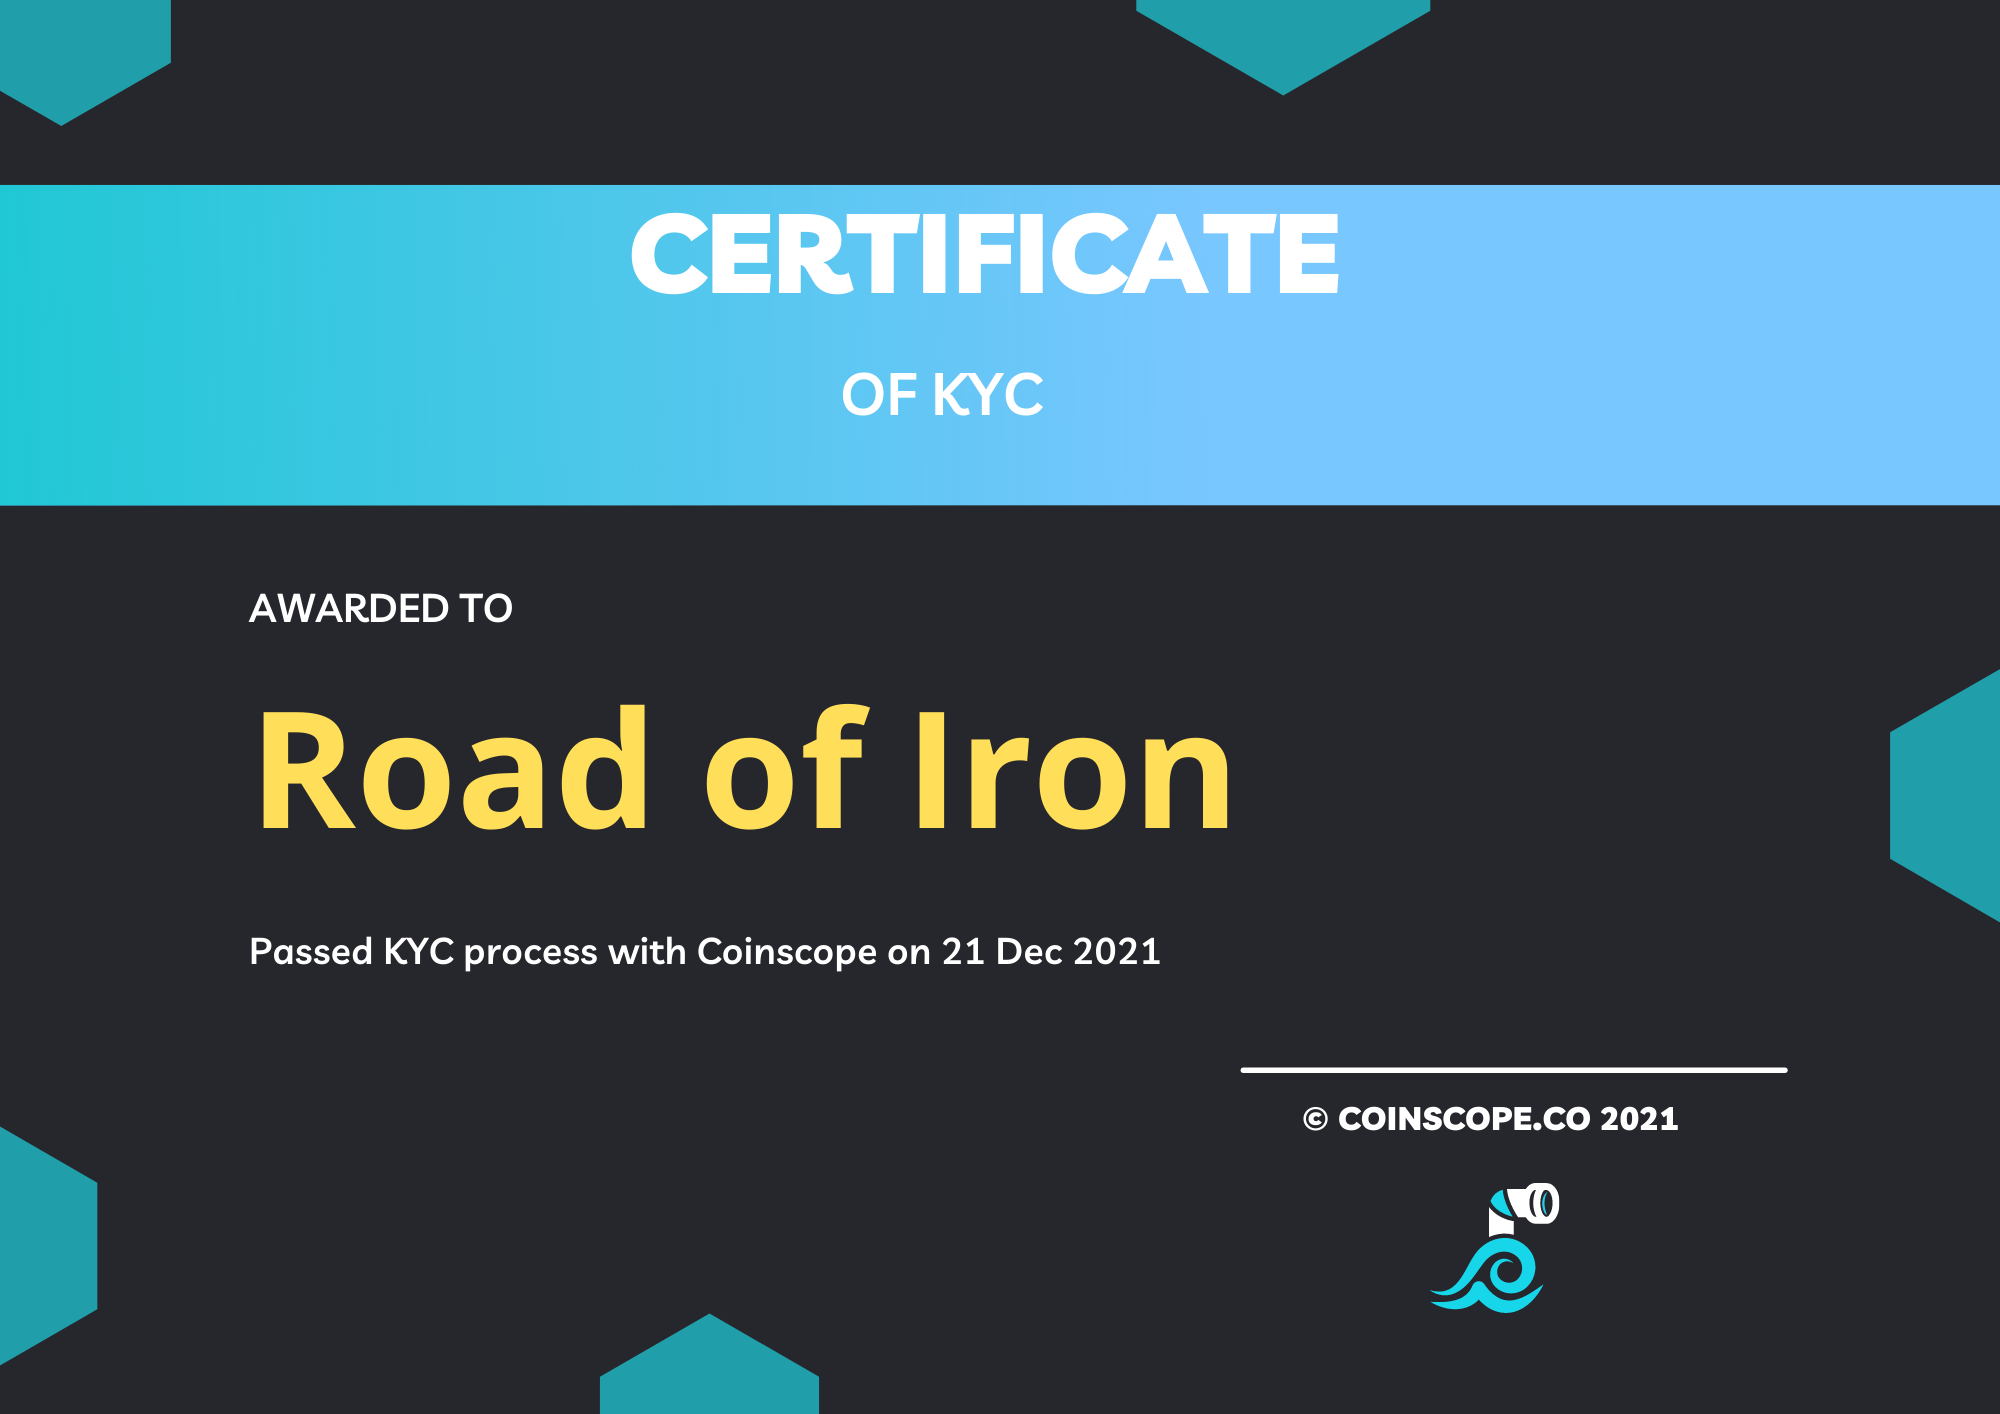 CERTIFICATE
OF KYC
AWARDED TO
Road of Iron
Passed KYC process with Coinscope on 21 Dec 2021
© COINSCOPE.CO 2021